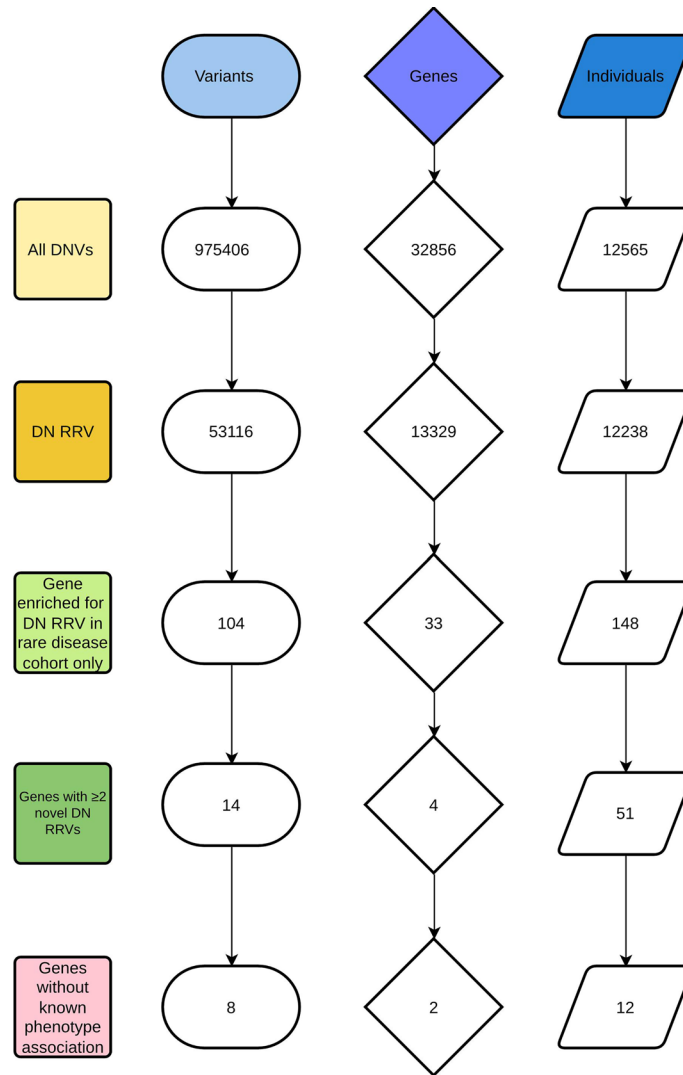 Variants
Genes
Individuals
All DNVs
975406
32856
12565
DN RRV
53116
13329
12238
Gene
enriched for
DN RRV in
rare disease
cohort only
104
33
148
Genes with ≥2
novel DN
RRVs
14
4
51
Genes
without
known
phenotype
association
8
2
12